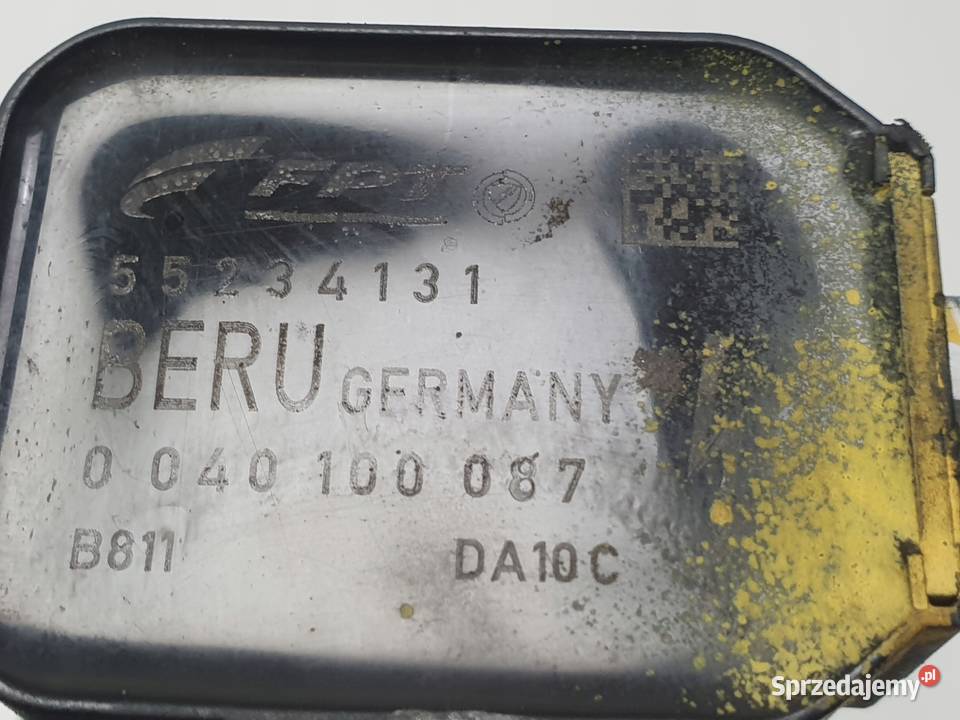 FPT
55234131
BERU GERMANY
0 040 100 087
B811 DA10C
Sprzedajemy.pl